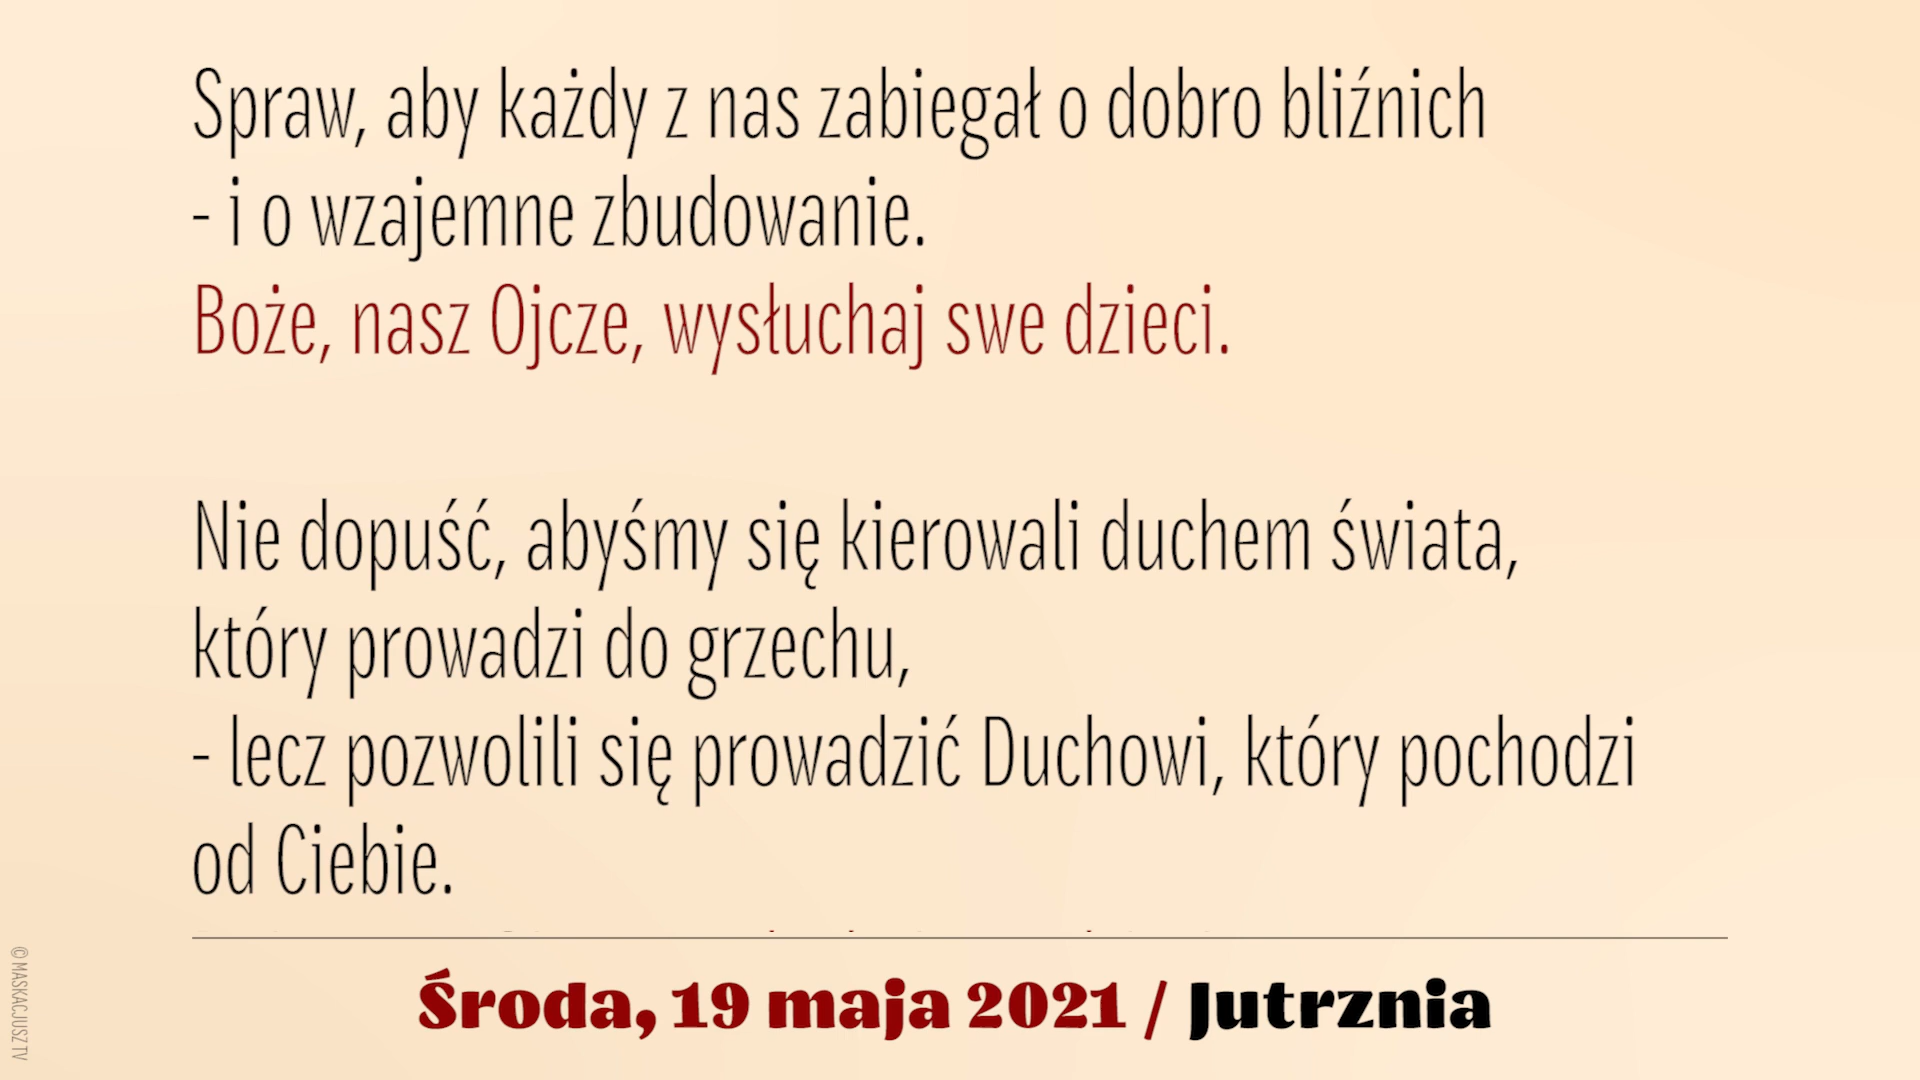 Spraw, aby każdy z nas zabiegał o dobro bliźnich
- i o wzajemne zbudowanie.
Boże, nasz Ojcze, wysłuchaj swe dzieci.
Nie dopuść, abyśmy się kierowali duchem świata,
który prowadzi do grzechu,
- lecz pozwolili się prowadzić Duchowi, który pochodzi
od Ciebie.
Środa, 19 maja 2021 / Jutrznia
© MASKACJUSZ TV